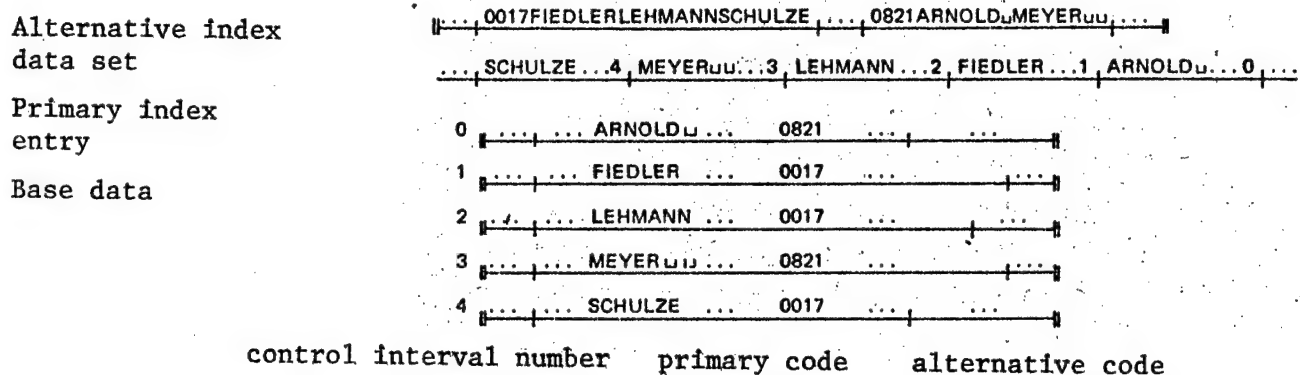 Alternative index ... 0017FIEDLERLEHMANNSCHULZE ... 0821ARNOLD␣MEYER␣␣ ...
data set ... SCHULZE ...4 MEYER␣␣...3 LEHMANN ...2 FIEDLER ...1 ARNOLD␣...0 ...
Primary index
entry 0 ... ... ARNOLD␣ ... 0821 ... ...
1 ... ... FIEDLER ... 0017 ... ...
Base data
2 ... ... LEHMANN ... 0017 ... ...
3 ... ... MEYER␣␣ ... 0821 ... ...
4 ... ... SCHULZE ... 0017 ... ...
control interval number primary code alternative code